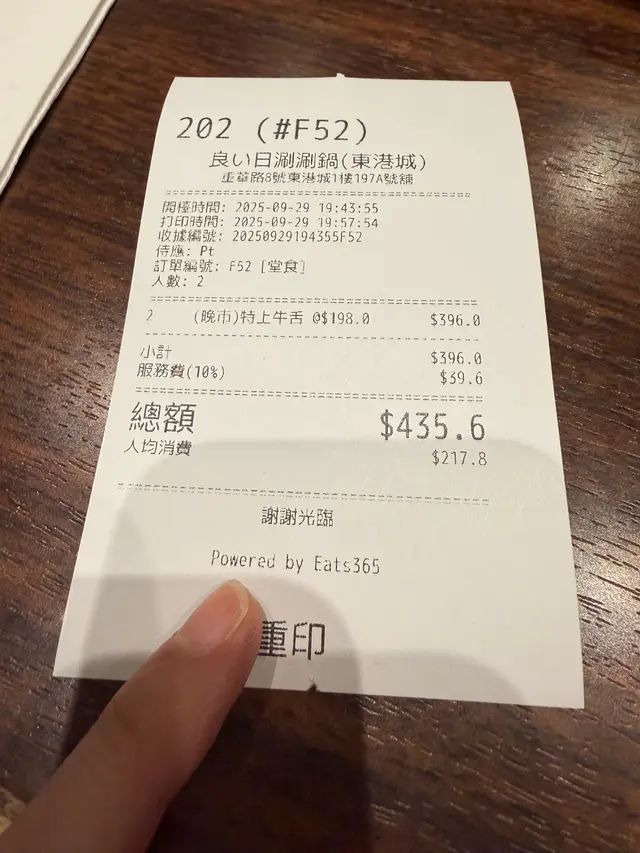 202 (#F52)
良い日涮涮鍋(東港城)
重華路8號東港城1樓197A號舖
開檯時間: 2025-09-29 19:43:55
打印時間: 2025-09-29 19:57:54
收據編號: 20250929194355F52
侍應: Pt
訂單編號: F52 [堂食]
人數: 2
2 (晚市)特上牛舌 @$198.0 $396.0
小計 $396.0
服務費(10%) $39.6
總額 $435.6
人均消費 $217.8
謝謝光臨
Powered by Eats365
重印